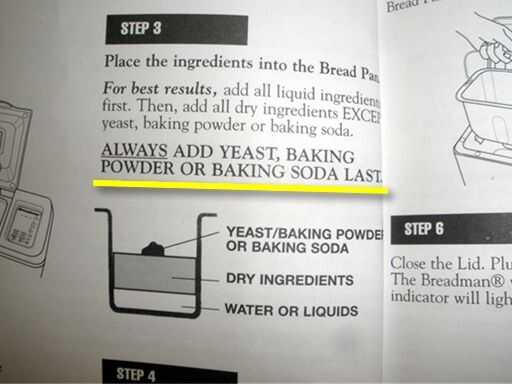 STEP 3
Place the ingredients into the Bread Pan.
For best results, add all liquid ingredients
first. Then, add all dry ingredients EXCEP
yeast, baking powder or baking soda.
ALWAYS ADD YEAST, BAKING
POWDER OR BAKING SODA LAST.
YEAST/BAKING POWDER
OR BAKING SODA
DRY INGREDIENTS
WATER OR LIQUIDS
STEP 4
Bread Pan
STEP 6
Close the Lid. Plu
The Breadman®
indicator will ligh